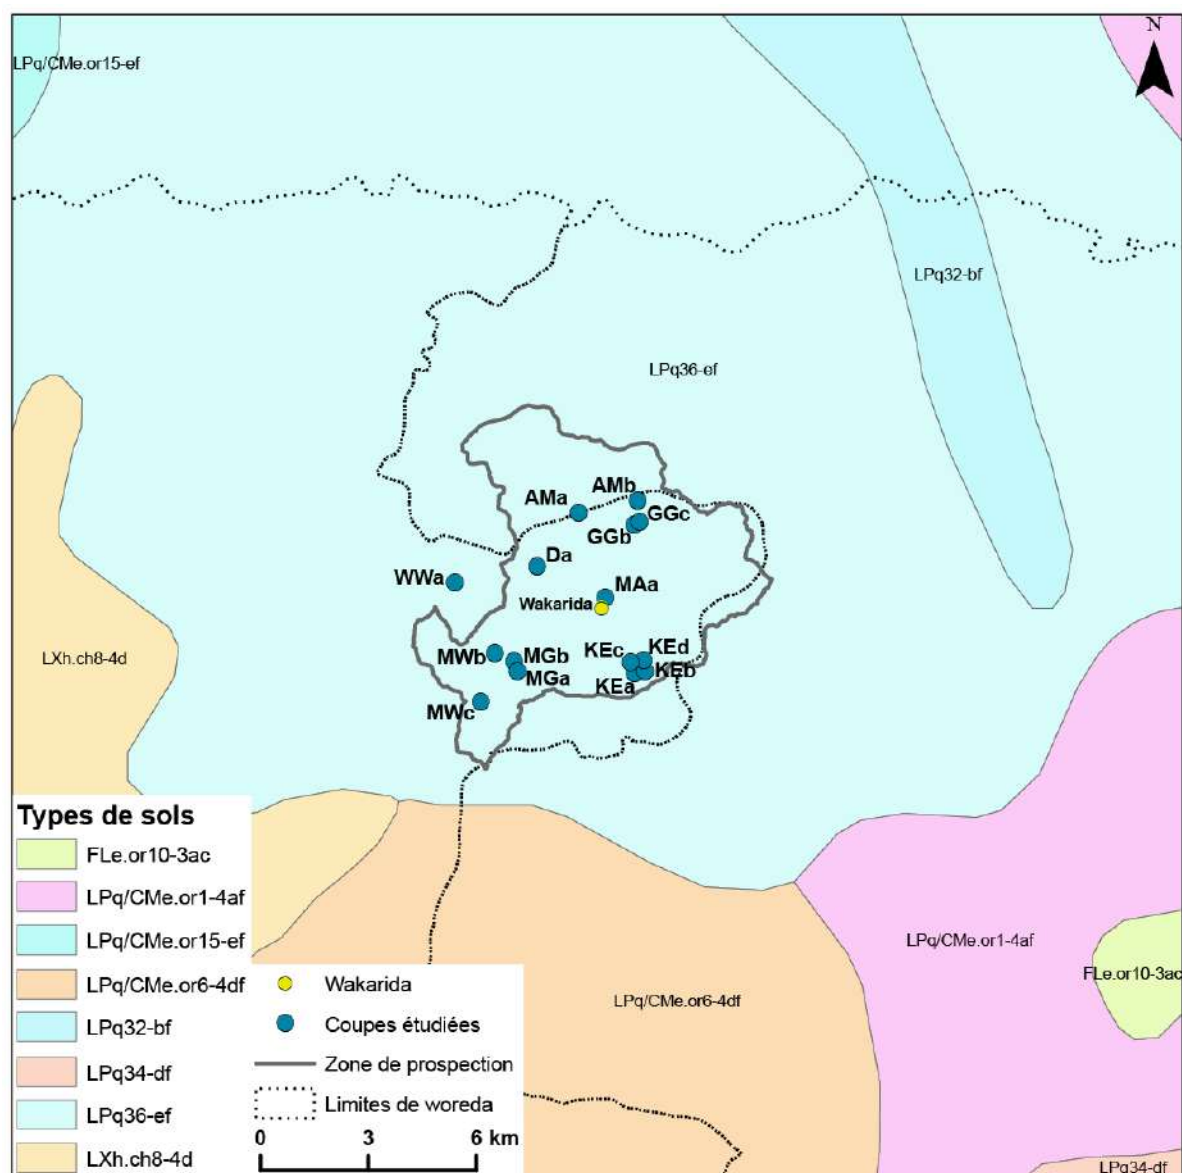 N
LPq/CMe.or15-ef
LPq32-bf
LPq36-ef
AMb
AMa
GGc
GGb
Da
WWa
MAa
Wakarida
KEd
KEc
MWb
MGb
KEb
MGa
KEa
LXh.ch8-4d
MWc
Types de sols
FLe.or10-3ac
LPq/CMe.or1-4af
LPq/CMe.or15-ef
LPq/CMe.or6-4df
LPq32-bf
LPq34-df
LPq36-ef
LXh.ch8-4d
Wakarida
Coupes étudiées
Zone de prospection
Limites de woreda
0 3 6 km
LPq/CMe.or1-4af
FLe.or10-3ac
LPq/CMe.or6-4df
LPq34-df